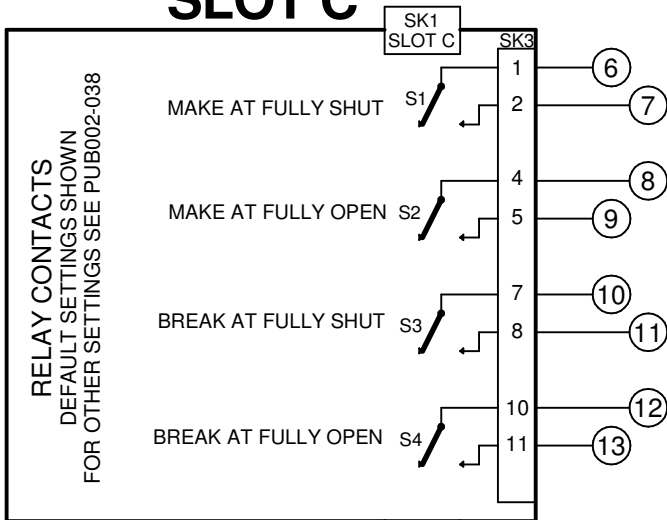 SLOT C
SK1
SLOT C
SK3
RELAY CONTACTS
DEFAULT SETTINGS SHOWN
FOR OTHER SETTINGS SEE PUB002-038
1 6
MAKE AT FULLY SHUT S1 2 7
4 8
MAKE AT FULLY OPEN S2 5 9
7 10
BREAK AT FULLY SHUT S3 8 11
10 12
BREAK AT FULLY OPEN S4 11 13